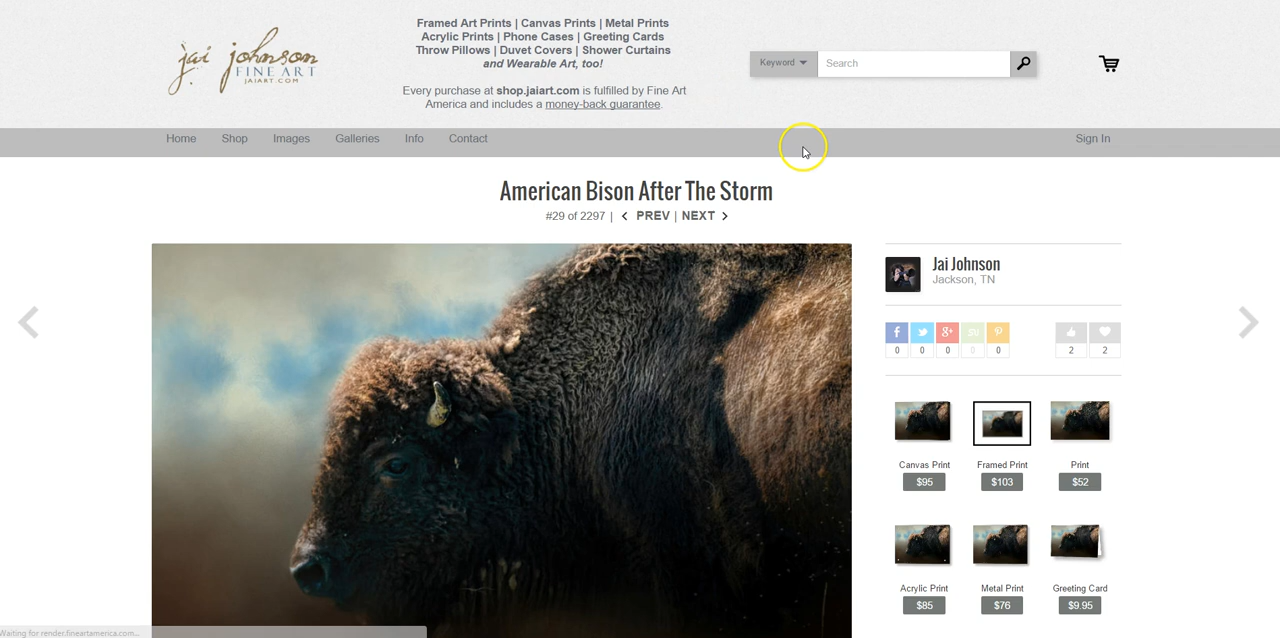 Framed Art Prints | Canvas Prints | Metal Prints
Acrylic Prints | Phone Cases | Greeting Cards
Throw Pillows | Duvet Covers | Shower Curtains
and Wearable Art, too!
Every purchase at shop.jaiart.com is fulfilled by Fine Art
America and includes a money-back guarantee.
jai johnson
FINE ART
JAIART.COM
Keyword
Search
Home Shop Images Galleries Info Contact Sign In
American Bison After The Storm
#29 of 2297 | PREV | NEXT
Jai Johnson
Jackson, TN
0 0 0 0 0 2 2
Canvas Print Framed Print Print
$95 $103 $52
Acrylic Print Metal Print Greeting Card
$85 $76 $9.95
Waiting for render.fineartamerica.com...